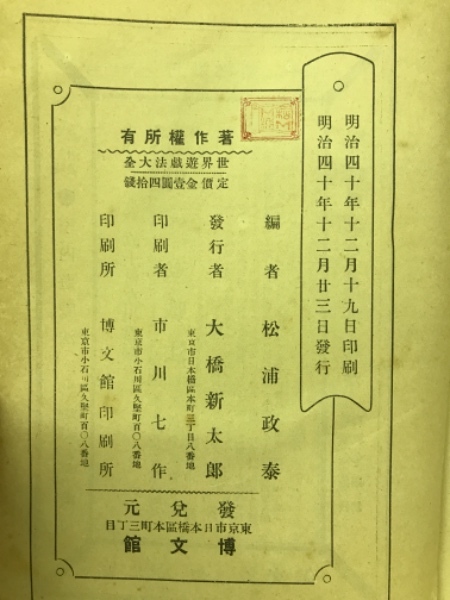 明治四十年十二月十九日印刷
明治四十年十二月廿三日發行
著作權所有
世界遊戯法大全
定價金壹圓四拾錢
編者 松浦政泰
發行者 大橋新太郎
東京市日本橋區本町三丁目八番地
印刷者 市川七作
東京市小石川區久堅町百〇八番地
印刷所 博文館印刷所
東京市小石川區久堅町百〇八番地
發兌元
東京市日本橋區本町三丁目
博文館